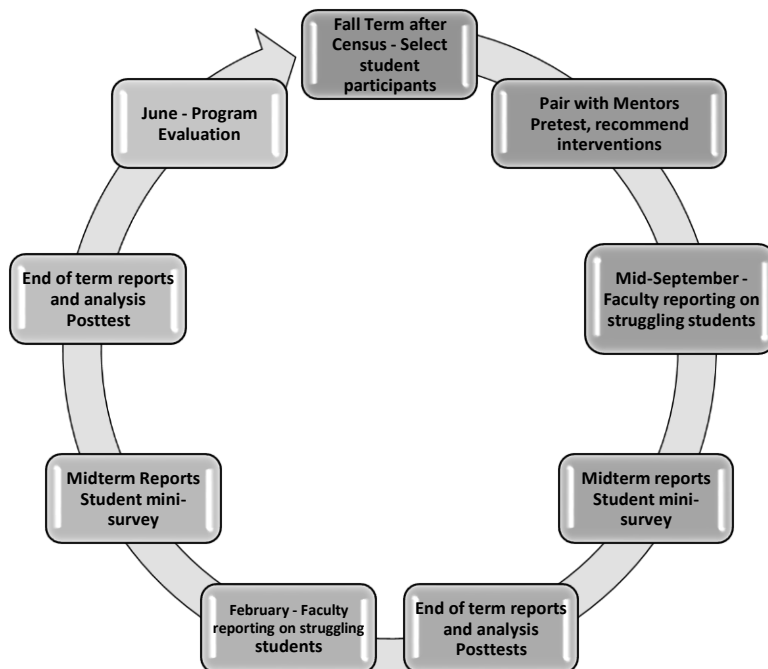 Fall Term after
Census - Select
student
participants
Pair with Mentors
Pretest, recommend
interventions
Mid-September -
Faculty reporting on
struggling students
Midterm reports
Student mini-
survey
End of term reports
and analysis
Posttests
February - Faculty
reporting on struggling
students
Midterm Reports
Student mini-
survey
End of term reports
and analysis
Posttest
June - Program
Evaluation